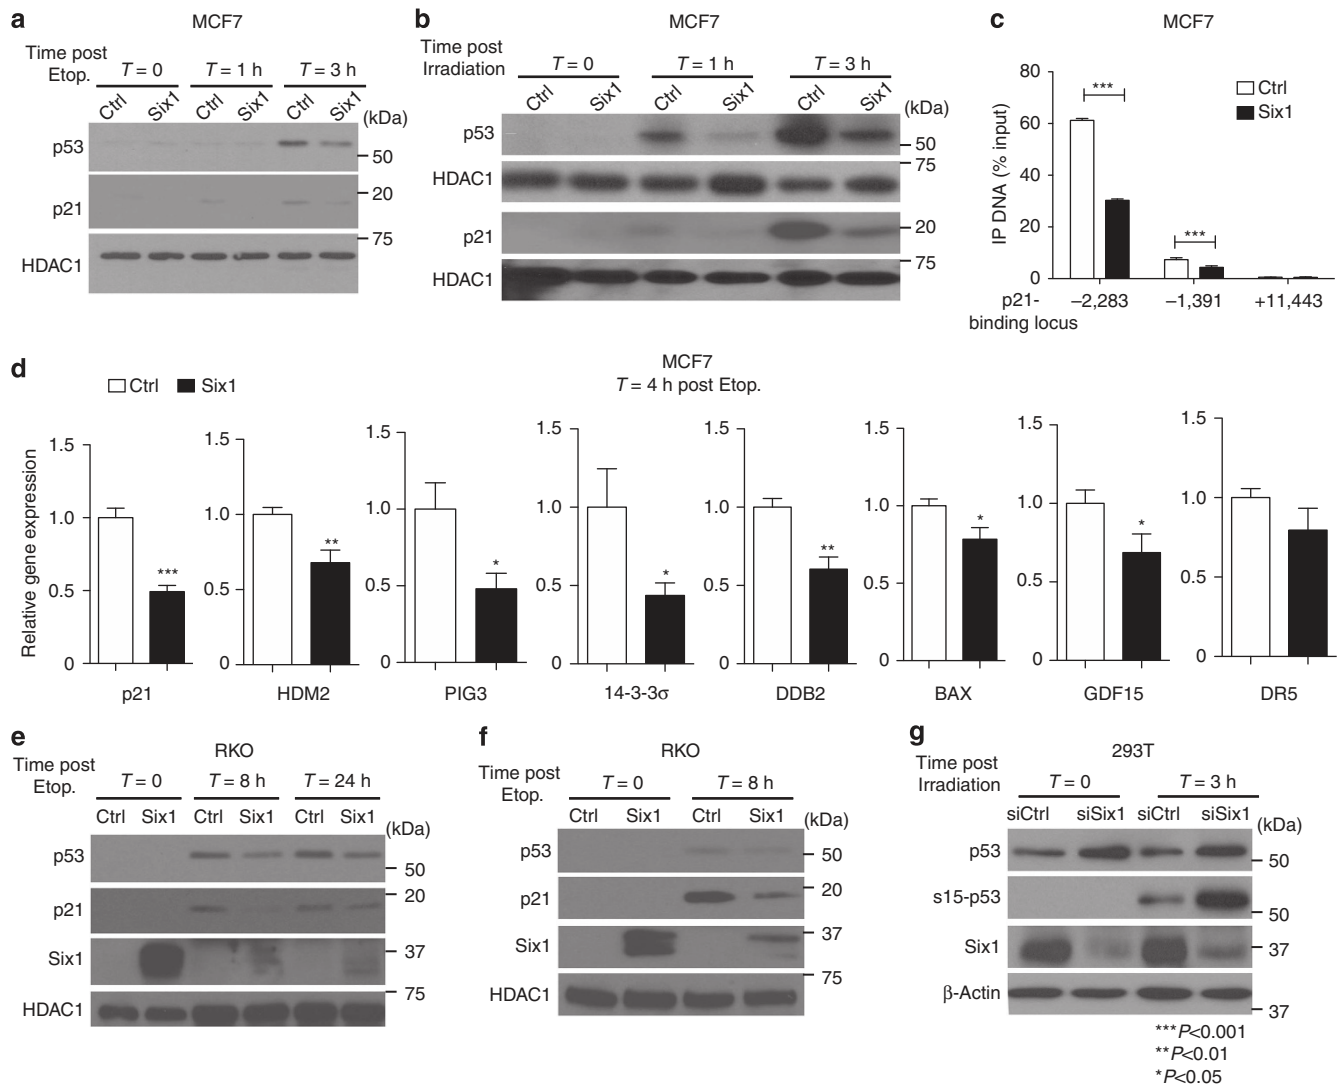 a
MCF7
Time post
Etop.
T = 0
T = 1 h
T = 3 h
Ctrl
Six1
Ctrl
Six1
Ctrl
Six1
(kDa)
p53
50
20
p21
75
HDAC1
b
MCF7
Time post
Irradiation
T = 0
T = 1 h
T = 3 h
Ctrl
Six1
Ctrl
Six1
Ctrl
Six1
(kDa)
p53
50
75
HDAC1
p21
20
75
HDAC1
c
MCF7
Ctrl
Six1
IP DNA (% input)
80
60
40
20
0
***
***
p21-
binding locus
–2,283
–1,391
+11,443
d
MCF7
T = 4 h post Etop.
Ctrl
Six1
Relative gene expression
1.5
1.0
0.5
0
***
p21
1.5
1.0
0.5
0
**
HDM2
1.5
1.0
0.5
0
*
PIG3
1.5
1.0
0.5
0
*
14-3-3σ
1.5
1.0
0.5
0
**
DDB2
1.5
1.0
0.5
0
*
BAX
1.5
1.0
0.5
0
*
GDF15
1.5
1.0
0.5
0
DR5
e
RKO
Time post
Etop.
T = 0
T = 8 h
T = 24 h
Ctrl
Six1
Ctrl
Six1
Ctrl
Six1
(kDa)
p53
50
20
p21
Six1
37
75
HDAC1
f
RKO
Time post
Etop.
T = 0
T = 8 h
Ctrl
Six1
Ctrl
Six1
(kDa)
p53
50
p21
20
Six1
37
75
HDAC1
g
293T
Time post
Irradiation
T = 0
T = 3 h
siCtrl
siSix1
siCtrl
siSix1
(kDa)
p53
50
s15-p53
50
Six1
37
β-Actin
37
***P<0.001
**P<0.01
*P<0.05